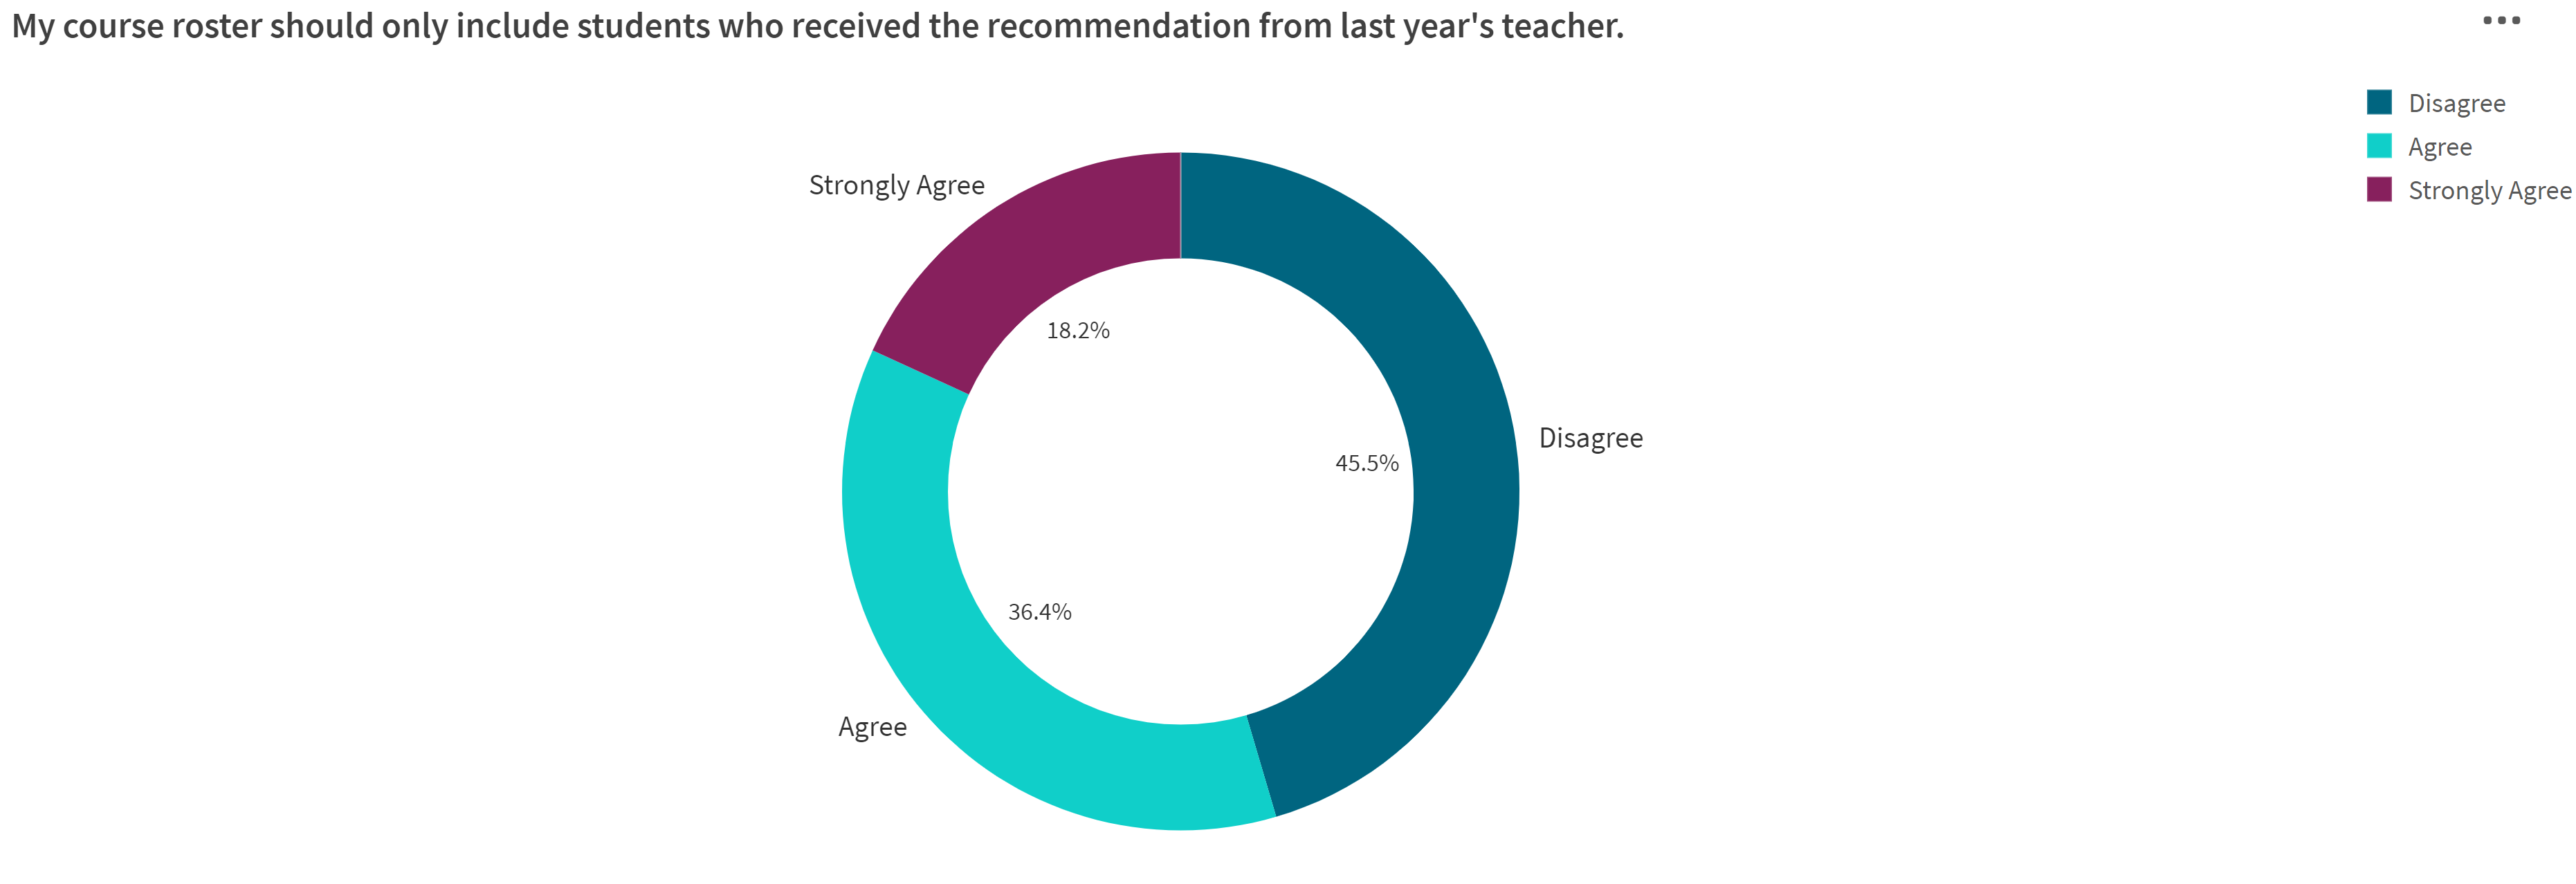 My course roster should only include students who received the recommendation from last year's teacher.
Disagree
Agree
Strongly Agree
Strongly Agree
18.2%
Disagree
45.5%
36.4%
Agree